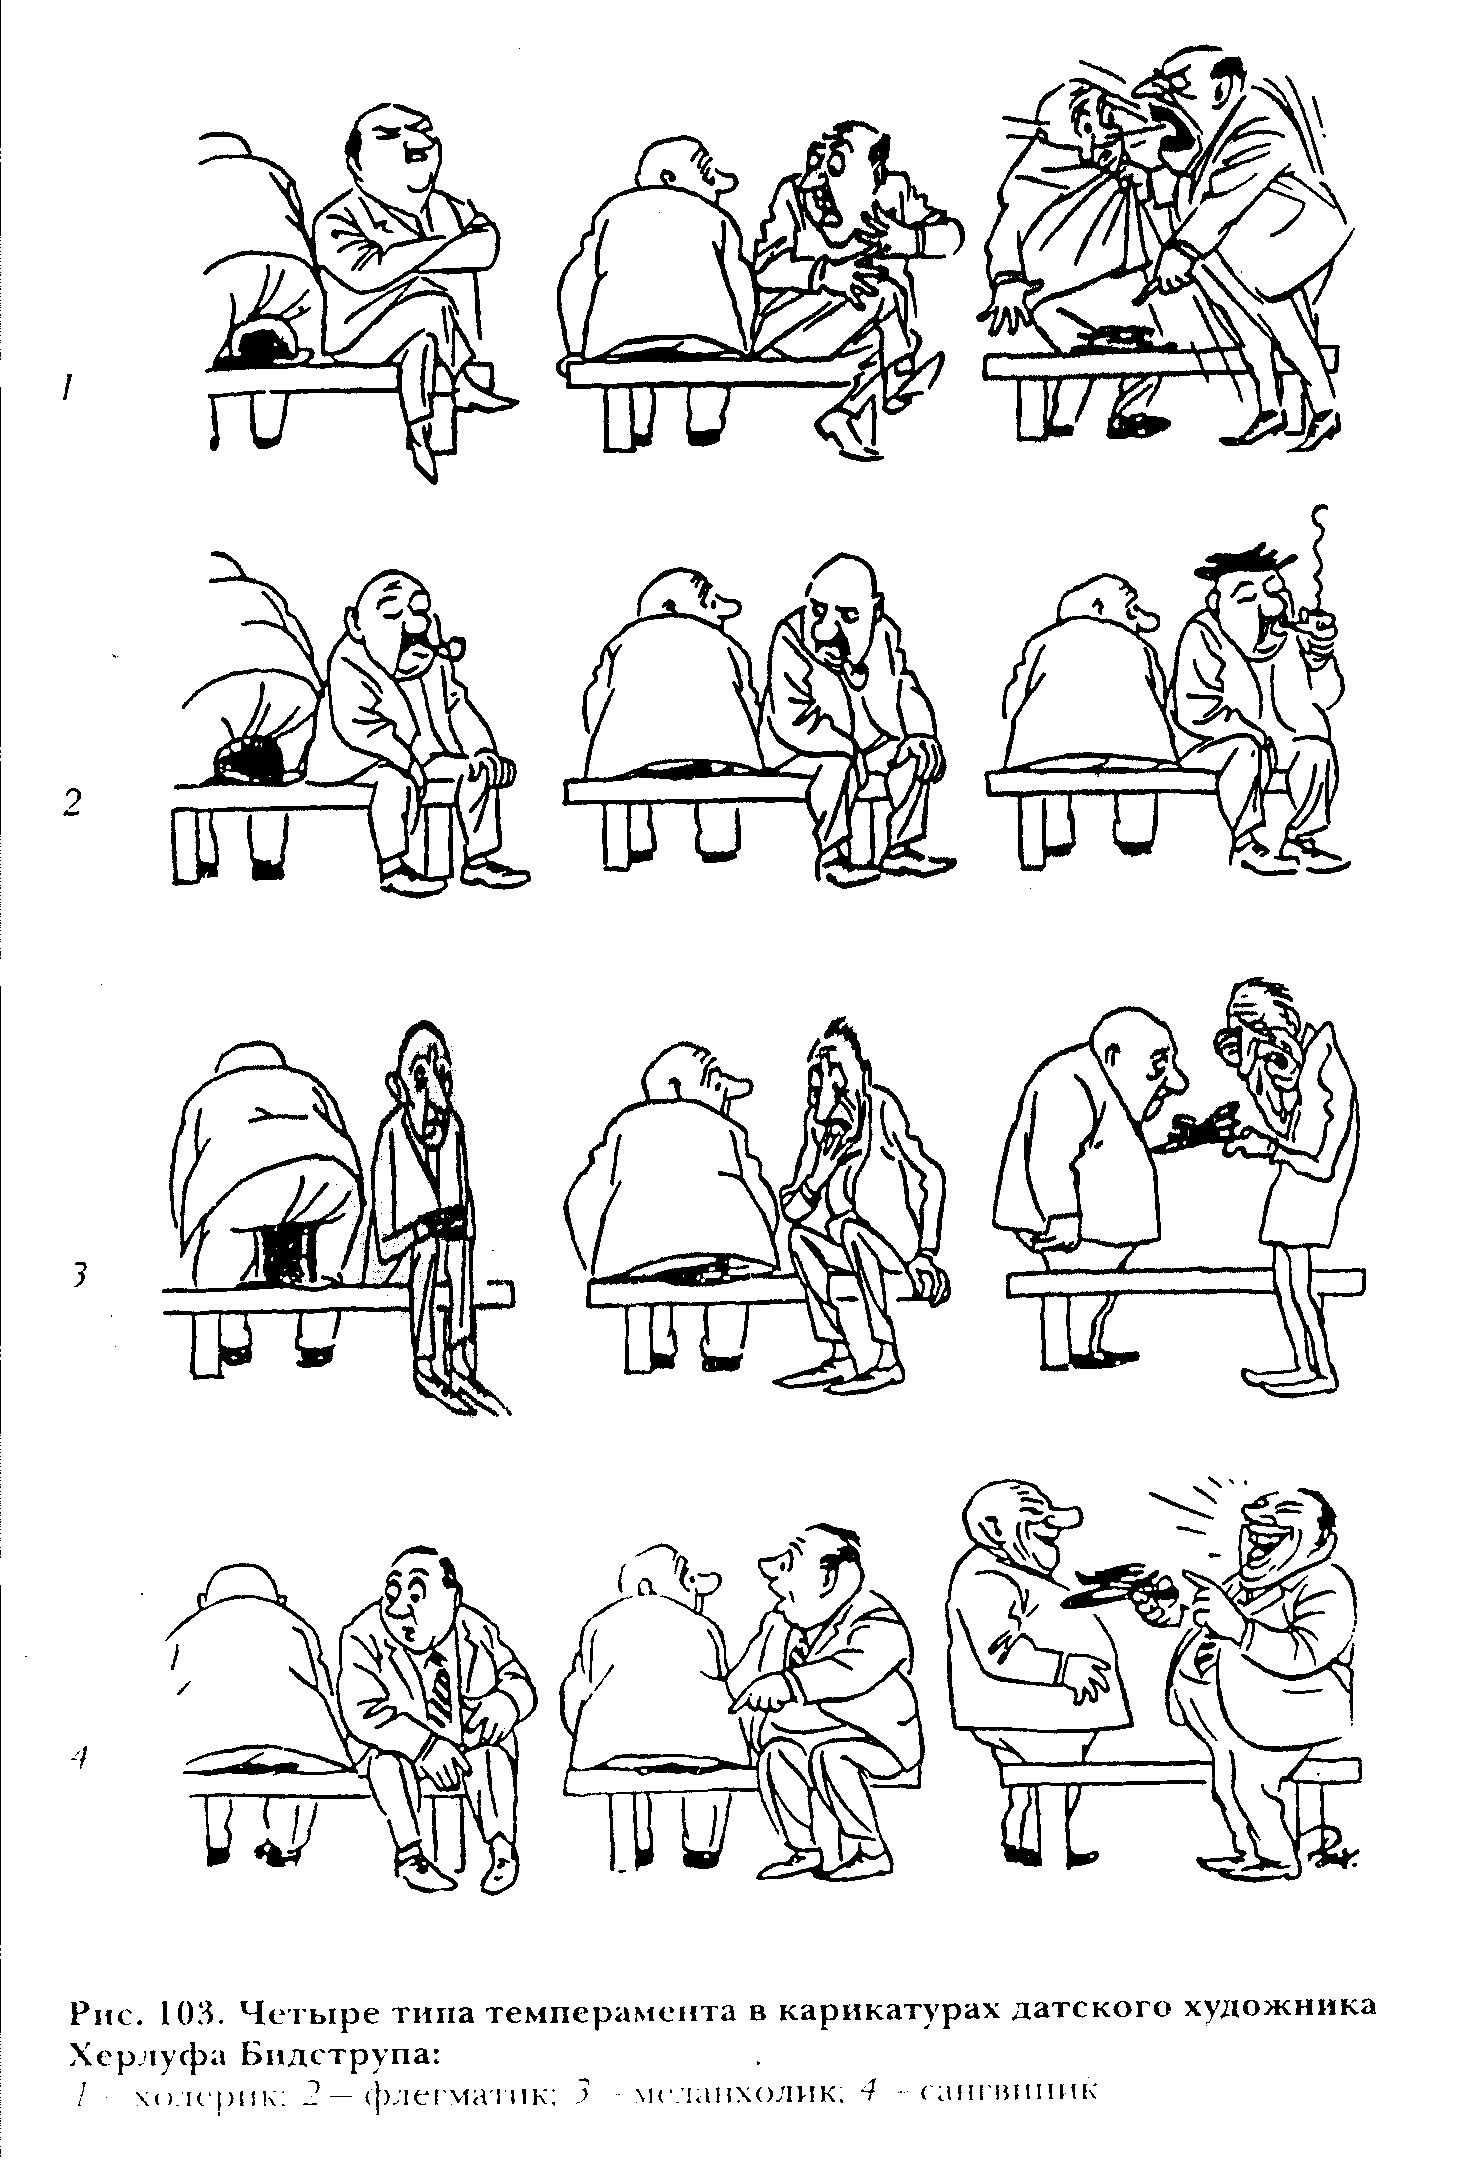 1
2
3
4
Рис. 103. Четыре типа темперамента в карикатурах датского художника
Херлуфа Бидструпа:
1 – холерик; 2 — флегматик; 3 – меланхолик; 4 – сангвиник